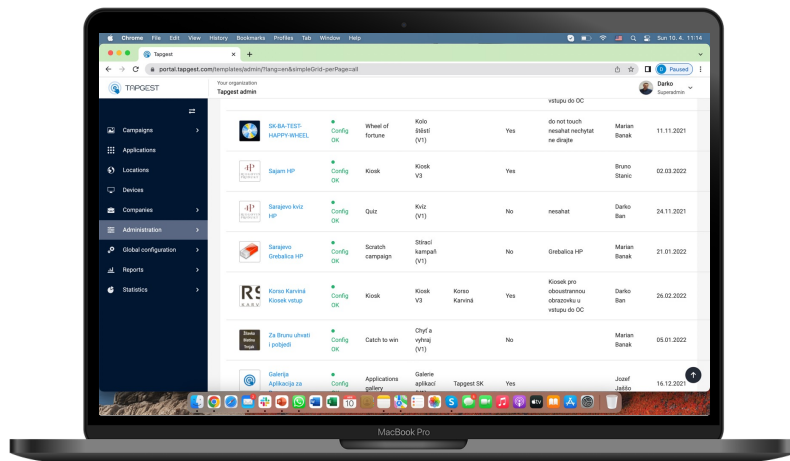 Chrome File Edit View History Bookmarks Profiles Tab Window Help
Sun 10. 4. 11:14
Tapgest
portal.tapgest.com/templates/admin/?lang=en&simpleGrid-perPage=all
D Paused
TAPGEST
Your organization
Tapgest admin
Darko
Superadmin
Campaigns
Applications
Locations
Devices
Companies
Administration
Global configuration
Reports
Statistics
vstupu do OC
SK-BA-TEST-
HAPPY-WHEEL
Config
OK
Wheel of
fortune
Kolo
štěstí
(V1)
Yes
do not touch
nesahat nechytat
ne dirajte
Marian
Banak
11.11.2021
Sajam HP
Config
OK
Kiosk
Kiosk
V3
Yes
Bruno
Stanic
02.03.2022
Sarajevo kviz
HP
Config
OK
Quiz
Kvíz
(V1)
No
nesahat
Darko
Ban
24.11.2021
Sarajevo
Grebalica HP
Config
OK
Scratch
campaign
Stírací
kampaň
(V1)
No
Grebalica HP
Marian
Banak
21.01.2022
Korso Karviná
Kiosek vstup
Config
OK
Kiosk
Kiosk
V3
Korso
Karviná
Yes
Kiosek pro
oboustrannou
obrazovku u
vstupu do OC
Darko
Ban
26.02.2022
Za Brunu uhvati
i pobjedi
Config
OK
Catch to win
Chyť a
vyhraj
(V1)
No
Marian
Banak
05.01.2022
Galerija
Aplikacija za
Config
Applications
gallery
Galerie
aplikací
Tapgest SK
Yes
Jozef
Jaššo
16.12.2021
MacBook Pro